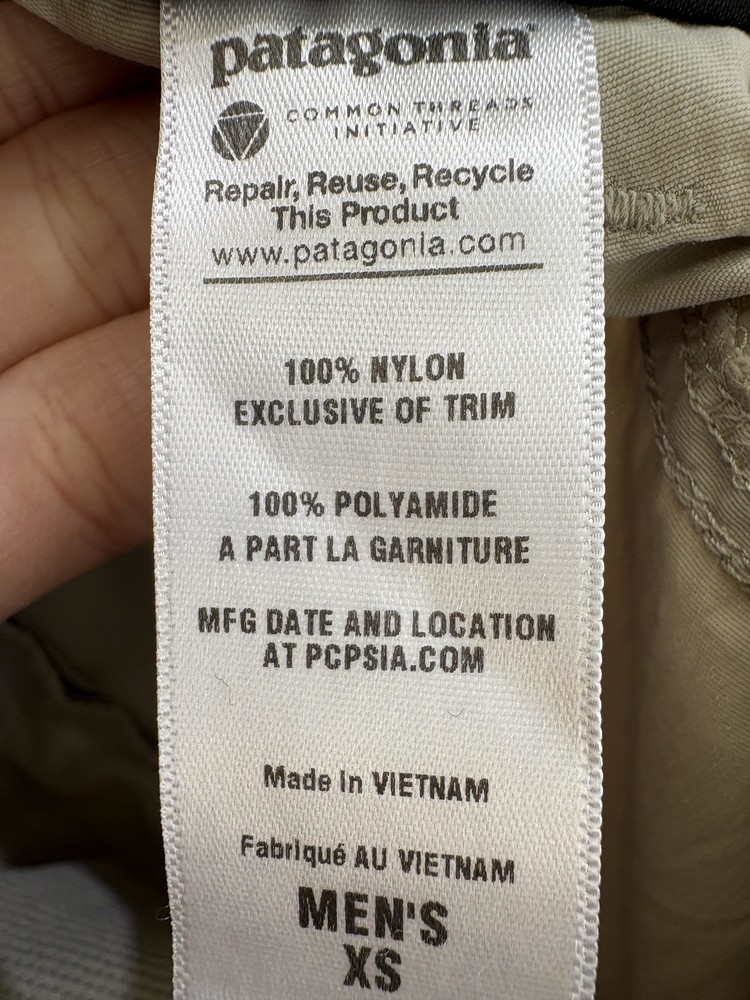 patagonia
COMMON THREADS
INITIATIVE
Repair, Reuse, Recycle
This Product
www.patagonia.com
100% NYLON
EXCLUSIVE OF TRIM
100% POLYAMIDE
A PART LA GARNITURE
MFG DATE AND LOCATION
AT PCPSIA.COM
Made in VIETNAM
Fabriqué AU VIETNAM
MEN'S
XS